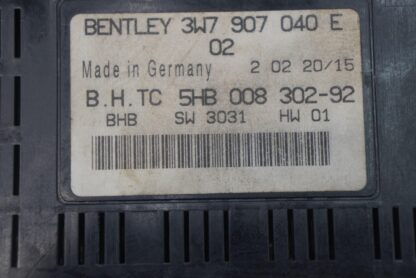 BENTLEY 3W7 907 040 E
02
Made in Germany 2 02 20/15
B.H.TC 5HB 008 302-92
BHB SW 3031 HW 01